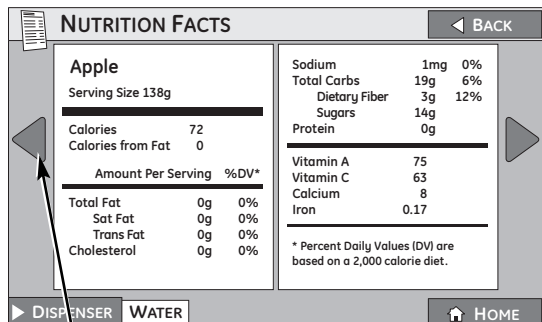 NUTRITION FACTS
BACK
Apple
Serving Size 138g
Calories 72
Calories from Fat 0
Amount Per Serving %DV*
Total Fat 0g 0%
Sat Fat 0g 0%
Trans Fat 0g 0%
Cholesterol 0g 0%
Sodium 1mg 0%
Total Carbs 19g 6%
Dietary Fiber 3g 12%
Sugars 14g
Protein 0g
Vitamin A 75
Vitamin C 63
Calcium 8
Iron 0.17
* Percent Daily Values (DV) are
based on a 2,000 calorie diet.
DISPENSER WATER
HOME